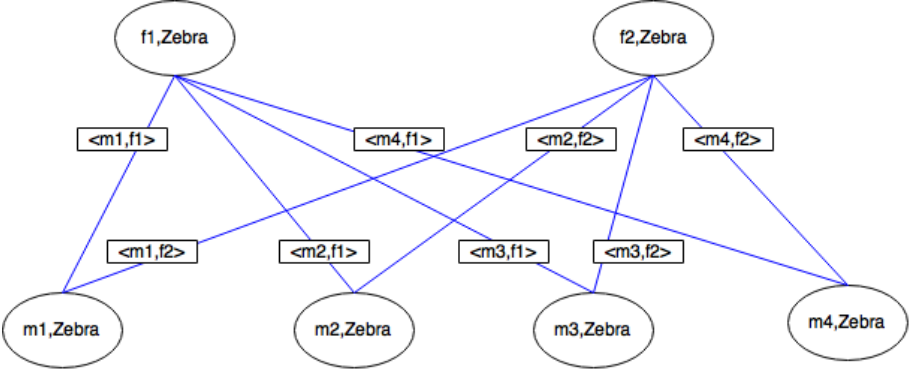 f1,Zebra
f2,Zebra
<m1,f1>
<m4,f1>
<m2,f2>
<m4,f2>
<m1,f2>
<m2,f1>
<m3,f1>
<m3,f2>
m1,Zebra
m2,Zebra
m3,Zebra
m4,Zebra